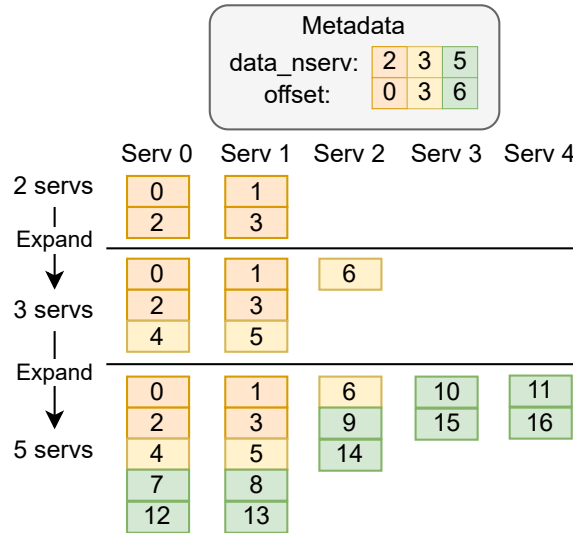 Metadata
data_nserv: 2 3 5
offset: 0 3 6
Serv 0 Serv 1 Serv 2 Serv 3 Serv 4
2 servs
0 1
2 3
Expand
3 servs
0 1 6
2 3
4 5
Expand
5 servs
0 1 6 10 11
2 3 9 15 16
4 5 14
7 8
12 13